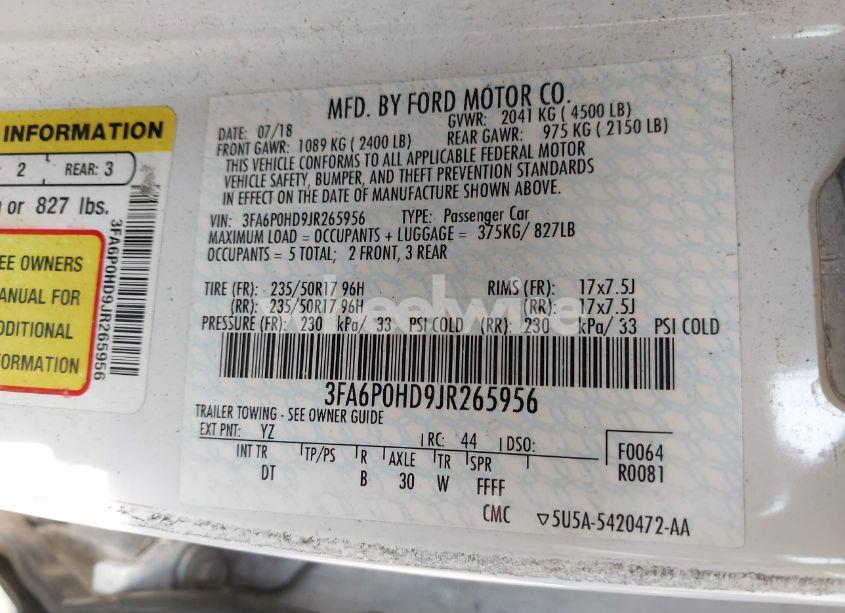 INFORMATION
2 REAR: 3
or 827 lbs.
EE OWNERS
ANUAL FOR
DDITIONAL
FORMATION
3FA6P0HD9JR265956
MFD. BY FORD MOTOR CO.
DATE: 07/18 GVWR: 2041 KG ( 4500 LB)
FRONT GAWR: 1089 KG ( 2400 LB) REAR GAWR: 975 KG ( 2150 LB)
THIS VEHICLE CONFORMS TO ALL APPLICABLE FEDERAL MOTOR
VEHICLE SAFETY, BUMPER, AND THEFT PREVENTION STANDARDS
IN EFFECT ON THE DATE OF MANUFACTURE SHOWN ABOVE.
VIN: 3FA6P0HD9JR265956 TYPE: Passenger Car
MAXIMUM LOAD = OCCUPANTS + LUGGAGE = 375KG/ 827LB
OCCUPANTS = 5 TOTAL; 2 FRONT, 3 REAR
TIRE (FR): 235/50R17 96H RIMS (FR): 17x7.5J
(RR): 235/50R17 96H (RR): 17x7.5J
PRESSURE (FR): 230 kPa/ 33 PSI COLD (RR): 230 kPa/ 33 PSI COLD
wheelwire
3FA6P0HD9JR265956
TRAILER TOWING - SEE OWNER GUIDE
EXT PNT: YZ RC: 44 DSO: F0064
INT TR TP/PS R AXLE TR SPR R0081
DT B 30 W FFFF
CMC ▽5U5A-5420472-AA